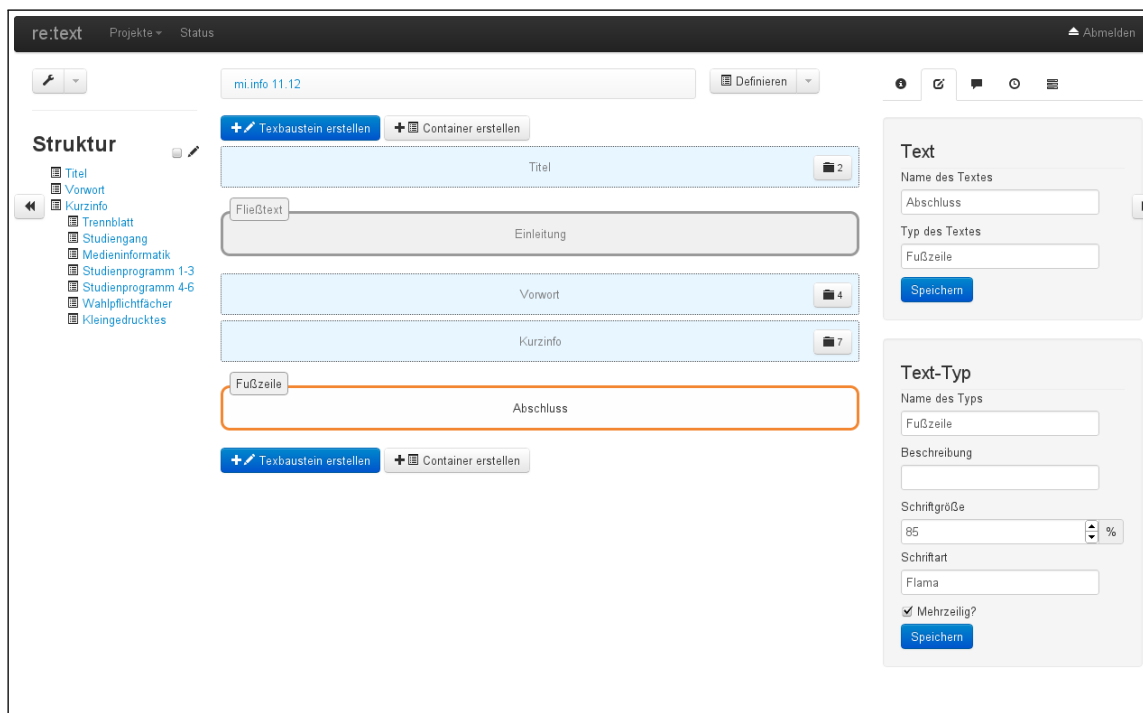 re:text Projekte Status Abmelden
mi.info 11.12 Definieren
Struktur
Titel
Vorwort
Kurzinfo
Trennblatt
Studiengang
Medieninformatik
Studienprogramm 1-3
Studienprogramm 4-6
Wahlpflichtfächer
Kleingedrucktes
Texbaustein erstellen Container erstellen
Titel 2
Fließtext
Einleitung
Vorwort 4
Kurzinfo 7
Fußzeile
Abschluss
Texbaustein erstellen Container erstellen
Text
Name des Textes
Abschluss
Typ des Textes
Fußzeile
Speichern
Text-Typ
Name des Typs
Fußzeile
Beschreibung
Schriftgröße
85 %
Schriftart
Flama
Mehrzeilig?
Speichern